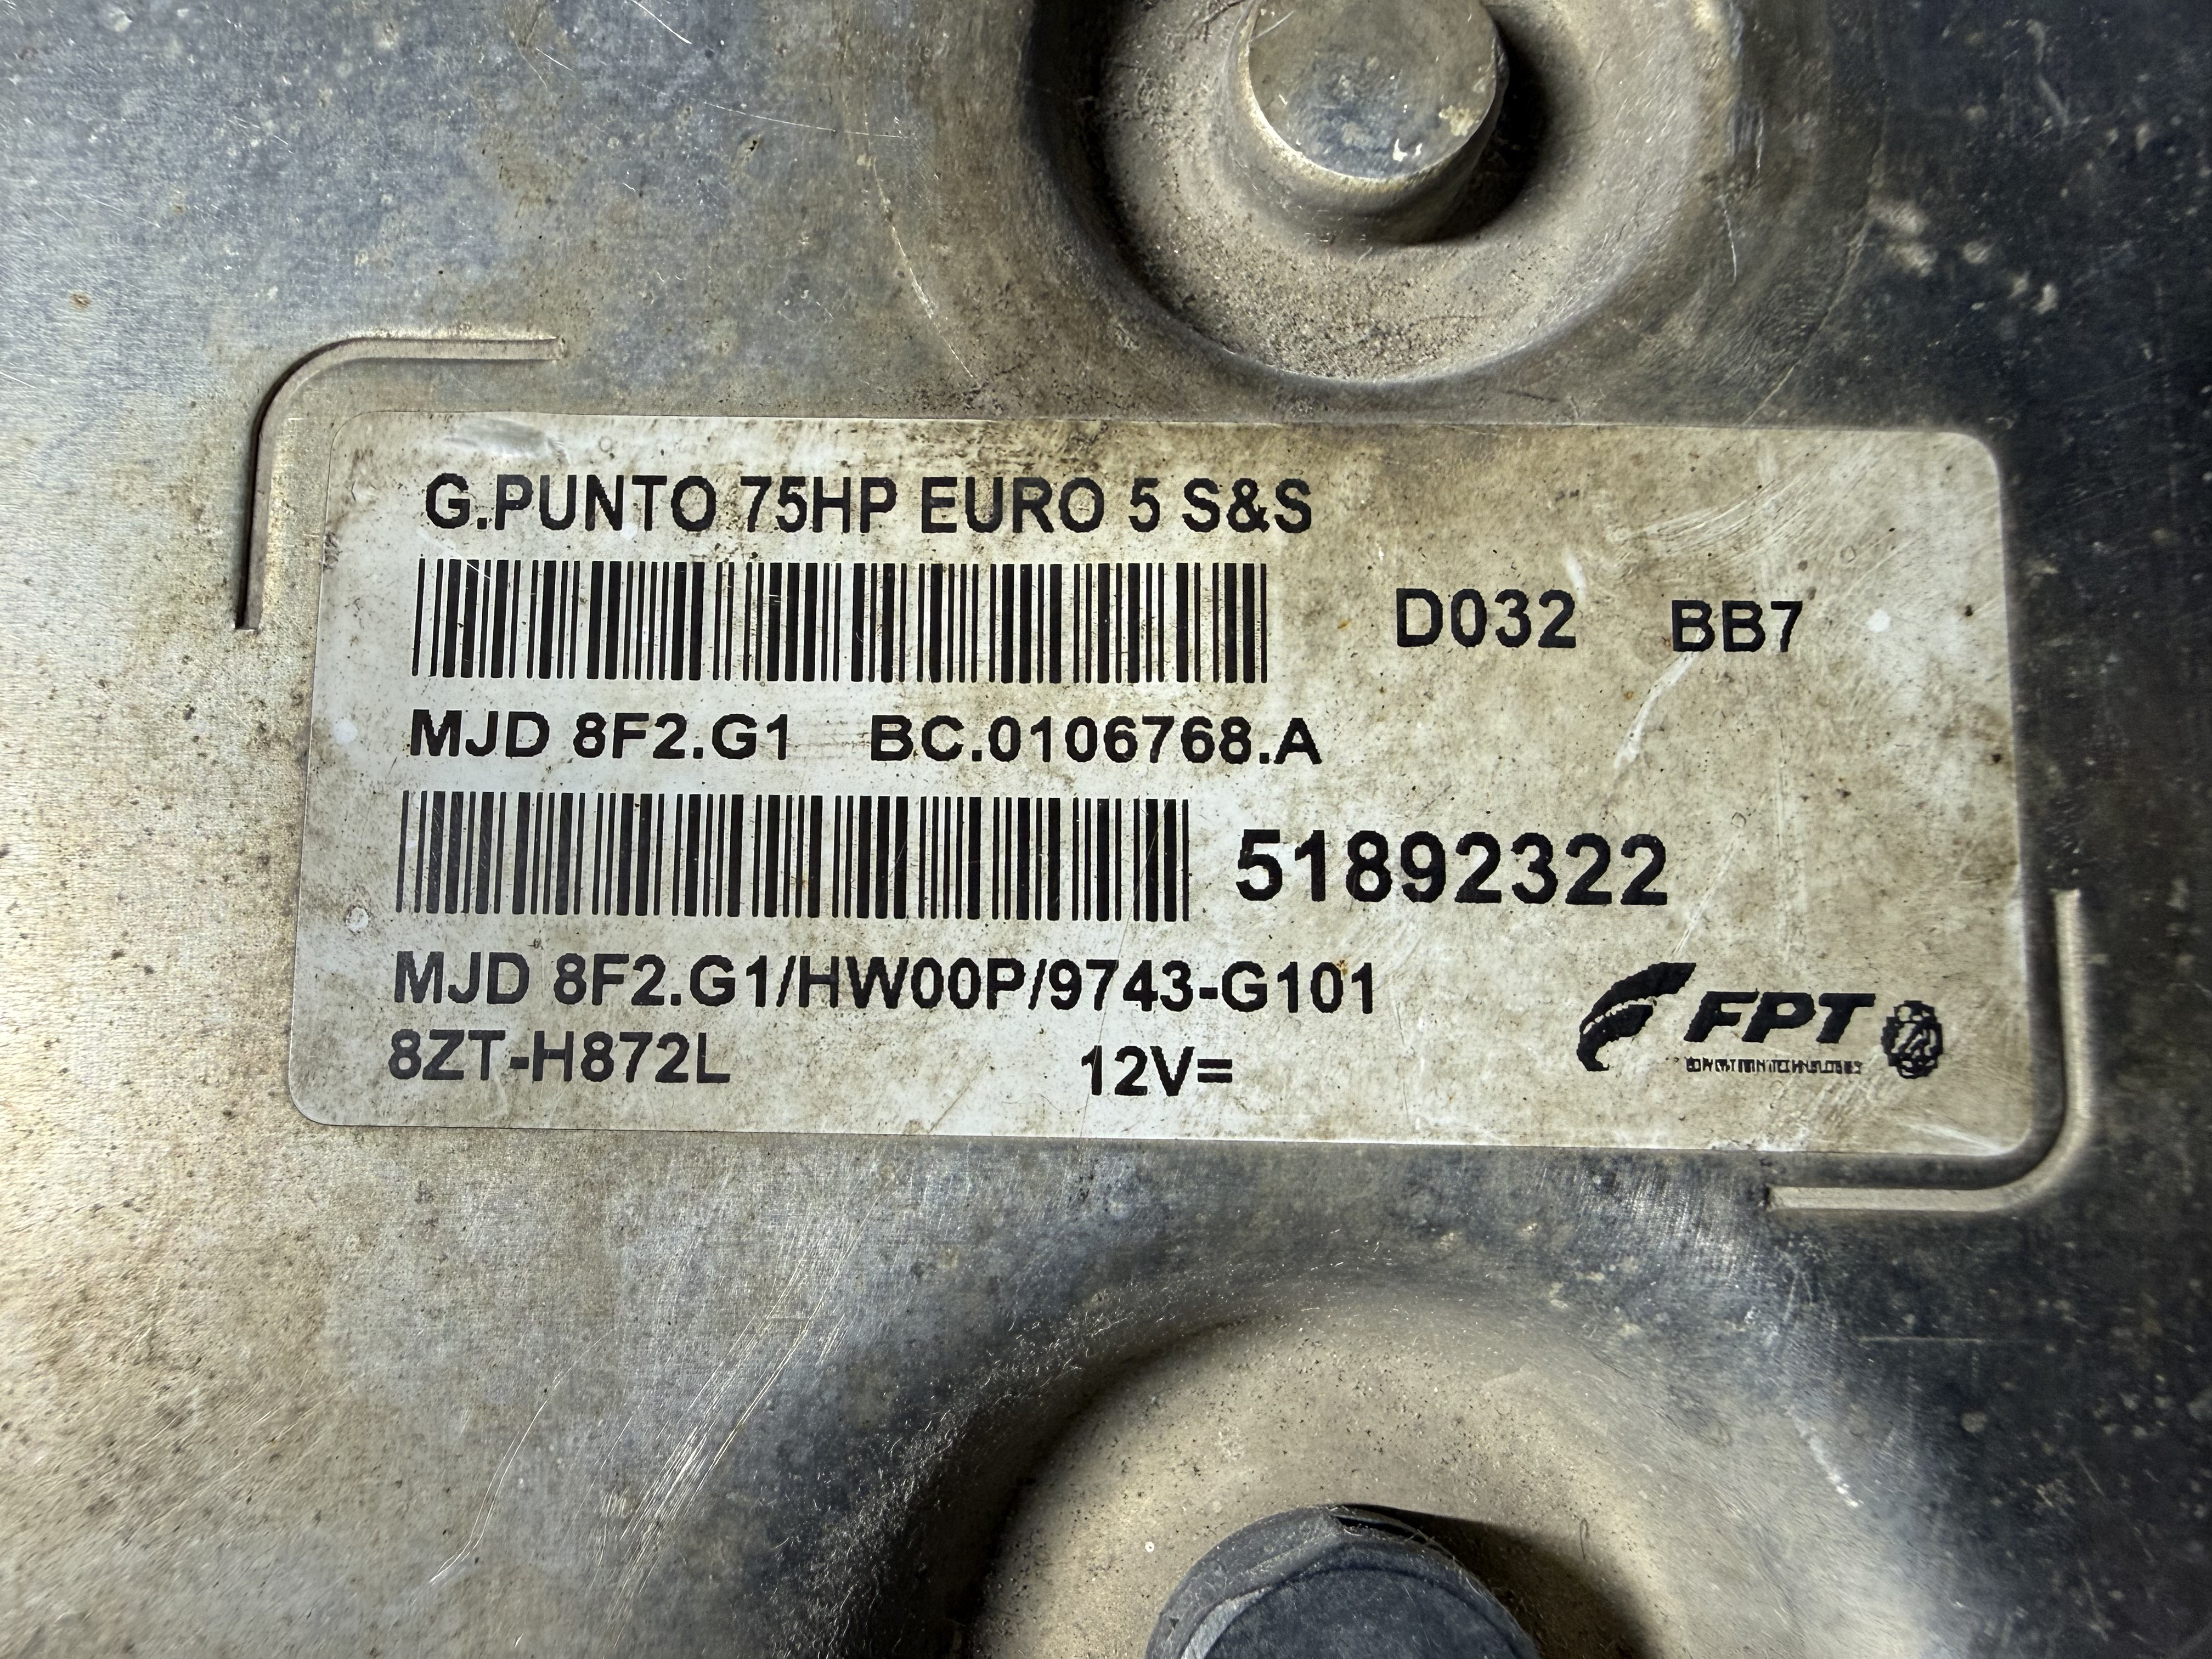 G.PUNTO 75HP EURO 5 S&S
D032 BB7
MJD 8F2.G1 BC.0106768.A
51892322
MJD 8F2.G1/HW00P/9743-G101
8ZT-H872L 12V=
FPT